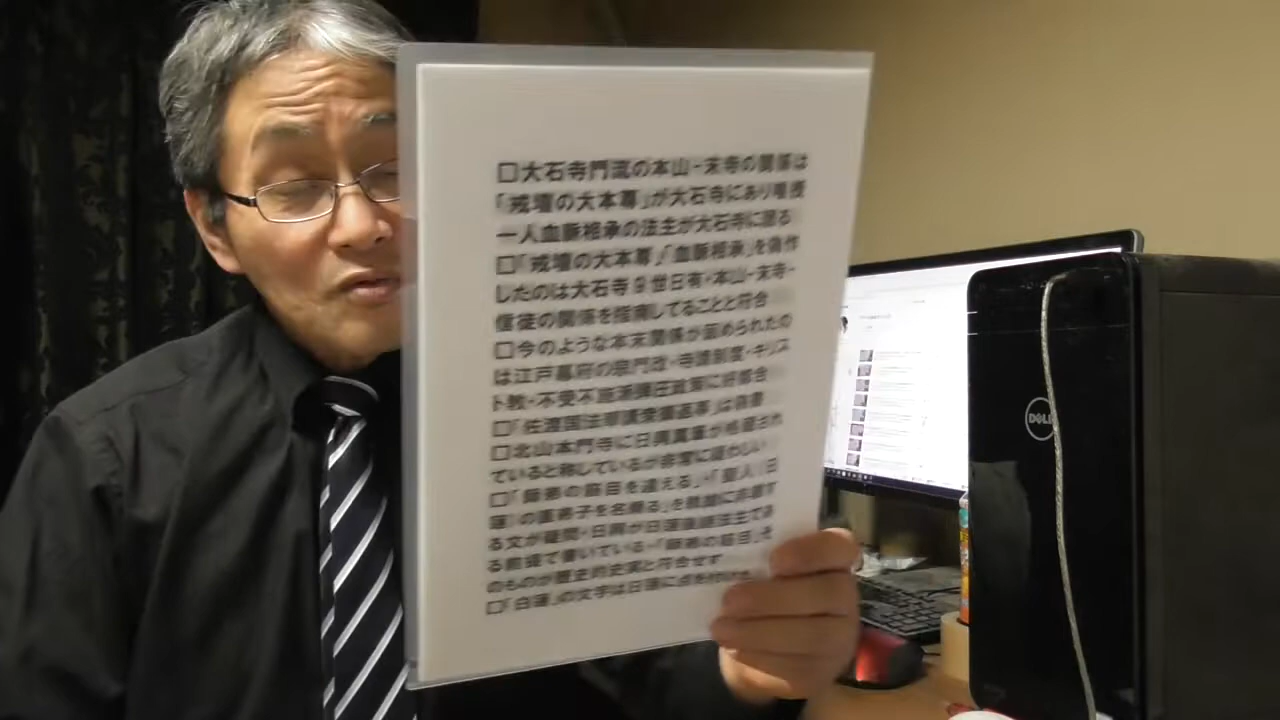 □大石寺門流の本山・末寺の関係は
「戒壇の大本尊」が大石寺にあり唯授
一人血脈相承の法主が大石寺に居る
□「戒壇の大本尊」「血脈相承」を偽作
したのは大石寺9世日有・本山・末寺・
信徒の関係を指南してることと符合
□今のような本末関係が固められたの
は江戸幕府の宗門改・寺請制度・キリス
ト教・不受不施派弾圧政策に好都合
□「佐渡国法華講衆御返事」は偽書
□北山本門寺に日興真筆が格蔵され
ていると称しているが非常に疑わしい
□「師弟の筋目を違える」・「聖人(日
蓮)の直弟子を名乗る」を
る文が疑問・日興が日蓮後継法主であ
る前提で書いている・「師弟の筋目」そ
のものが歴史的史実と符合せず
□「白蓮」の文字は日蓮に点を
DELL